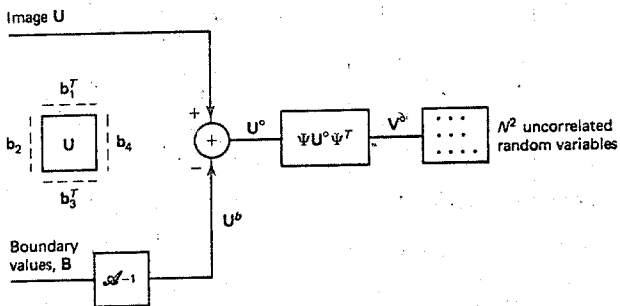 Image U
b₁ᵀ
b₂
U
b₄
b₃ᵀ
+
+
−
U°
ΨU°Ψᵀ
V°
N² uncorrelated
random variables
Uᵇ
Boundary
values, B
𝒜⁻¹